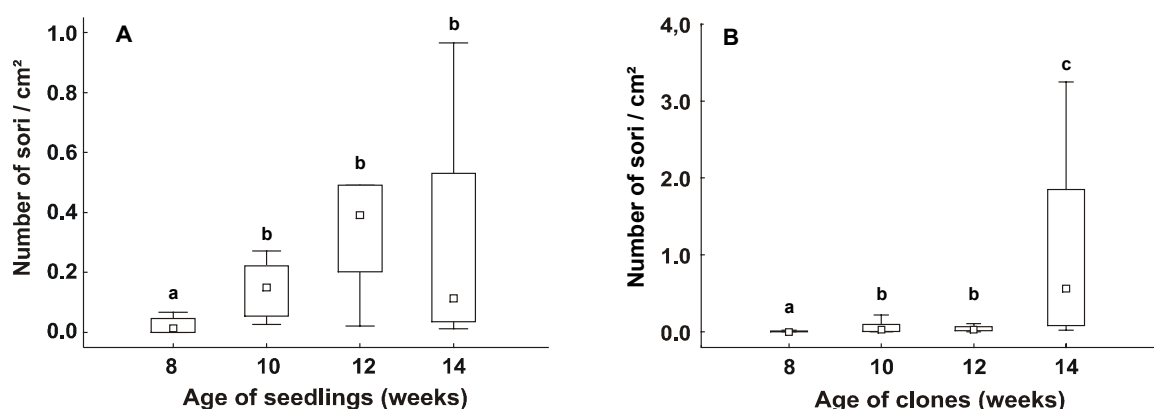 A
Number of sori / cm²
1.0
0.8
0.6
0.4
0.2
0.0
a
b
b
b
8 10 12 14
Age of seedlings (weeks)
B
Number of sori / cm²
4,0
3.0
2.0
1.0
0.0
a
b
b
c
8 10 12 14
Age of clones (weeks)